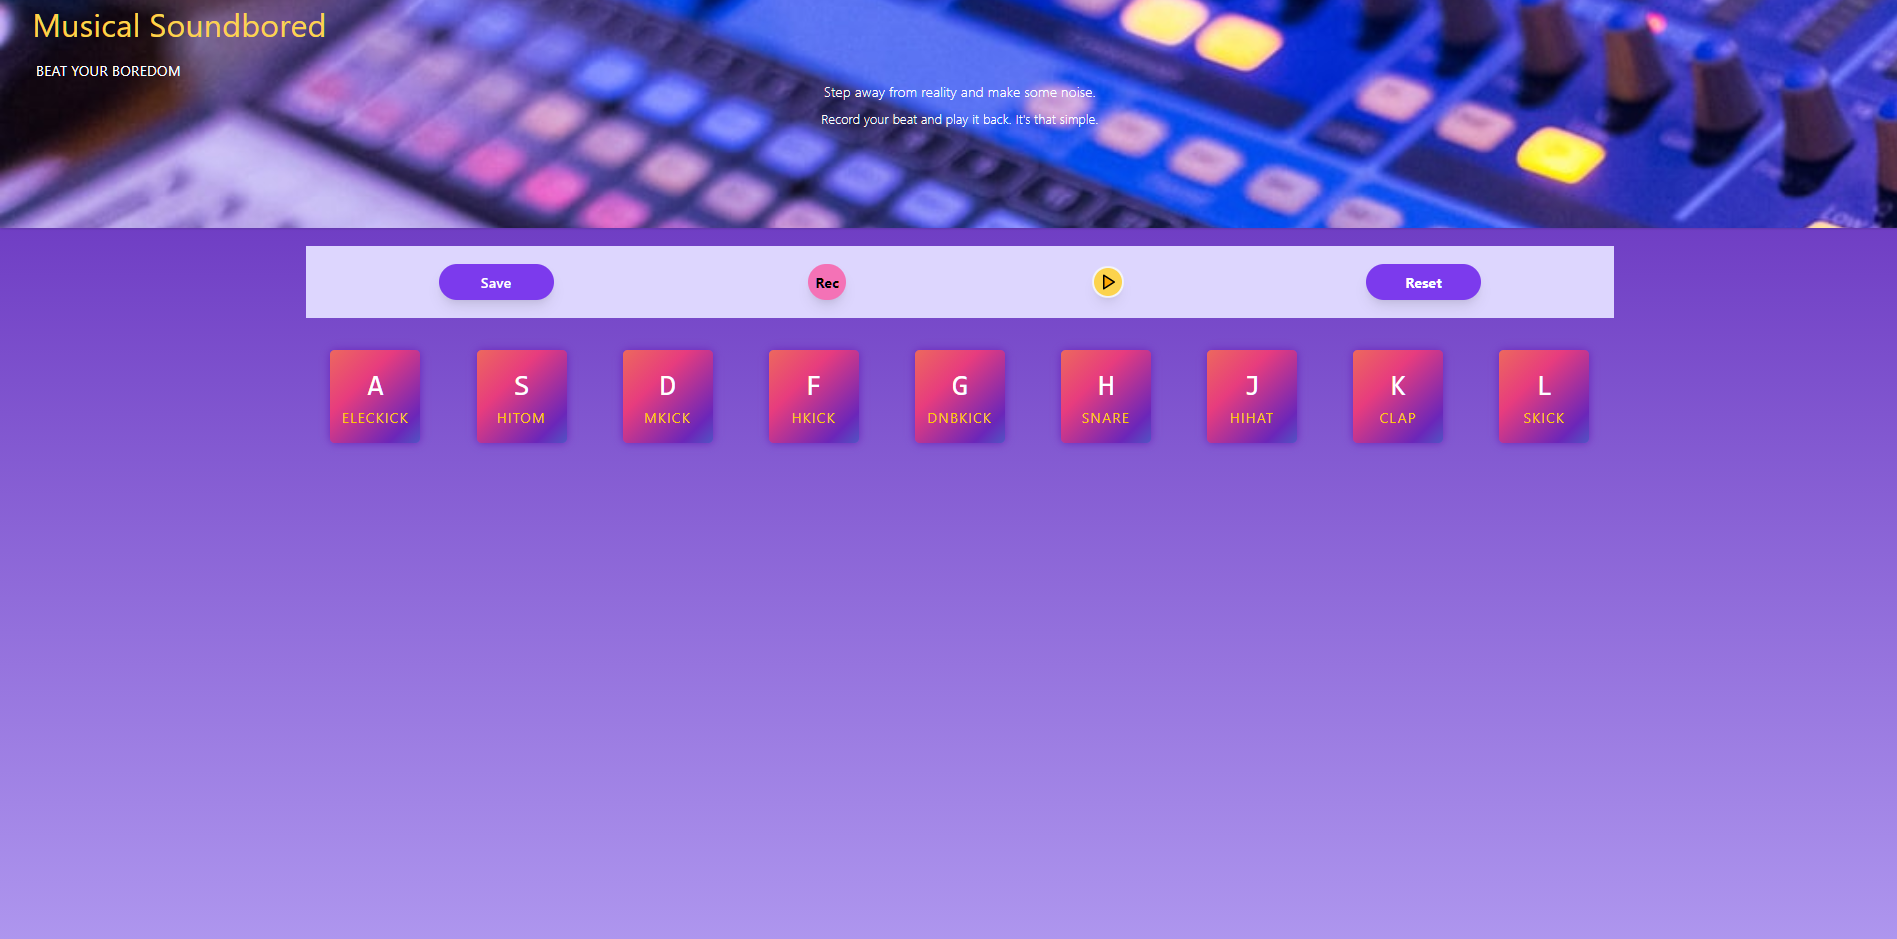 Musical Soundbored
BEAT YOUR BOREDOM
Step away from reality and make some noise.
Record your beat and play it back. It's that simple.
Save
Rec
Reset
A
ELECKICK
S
HITOM
D
MKICK
F
HKICK
G
DNBKICK
H
SNARE
J
HIHAT
K
CLAP
L
SKICK